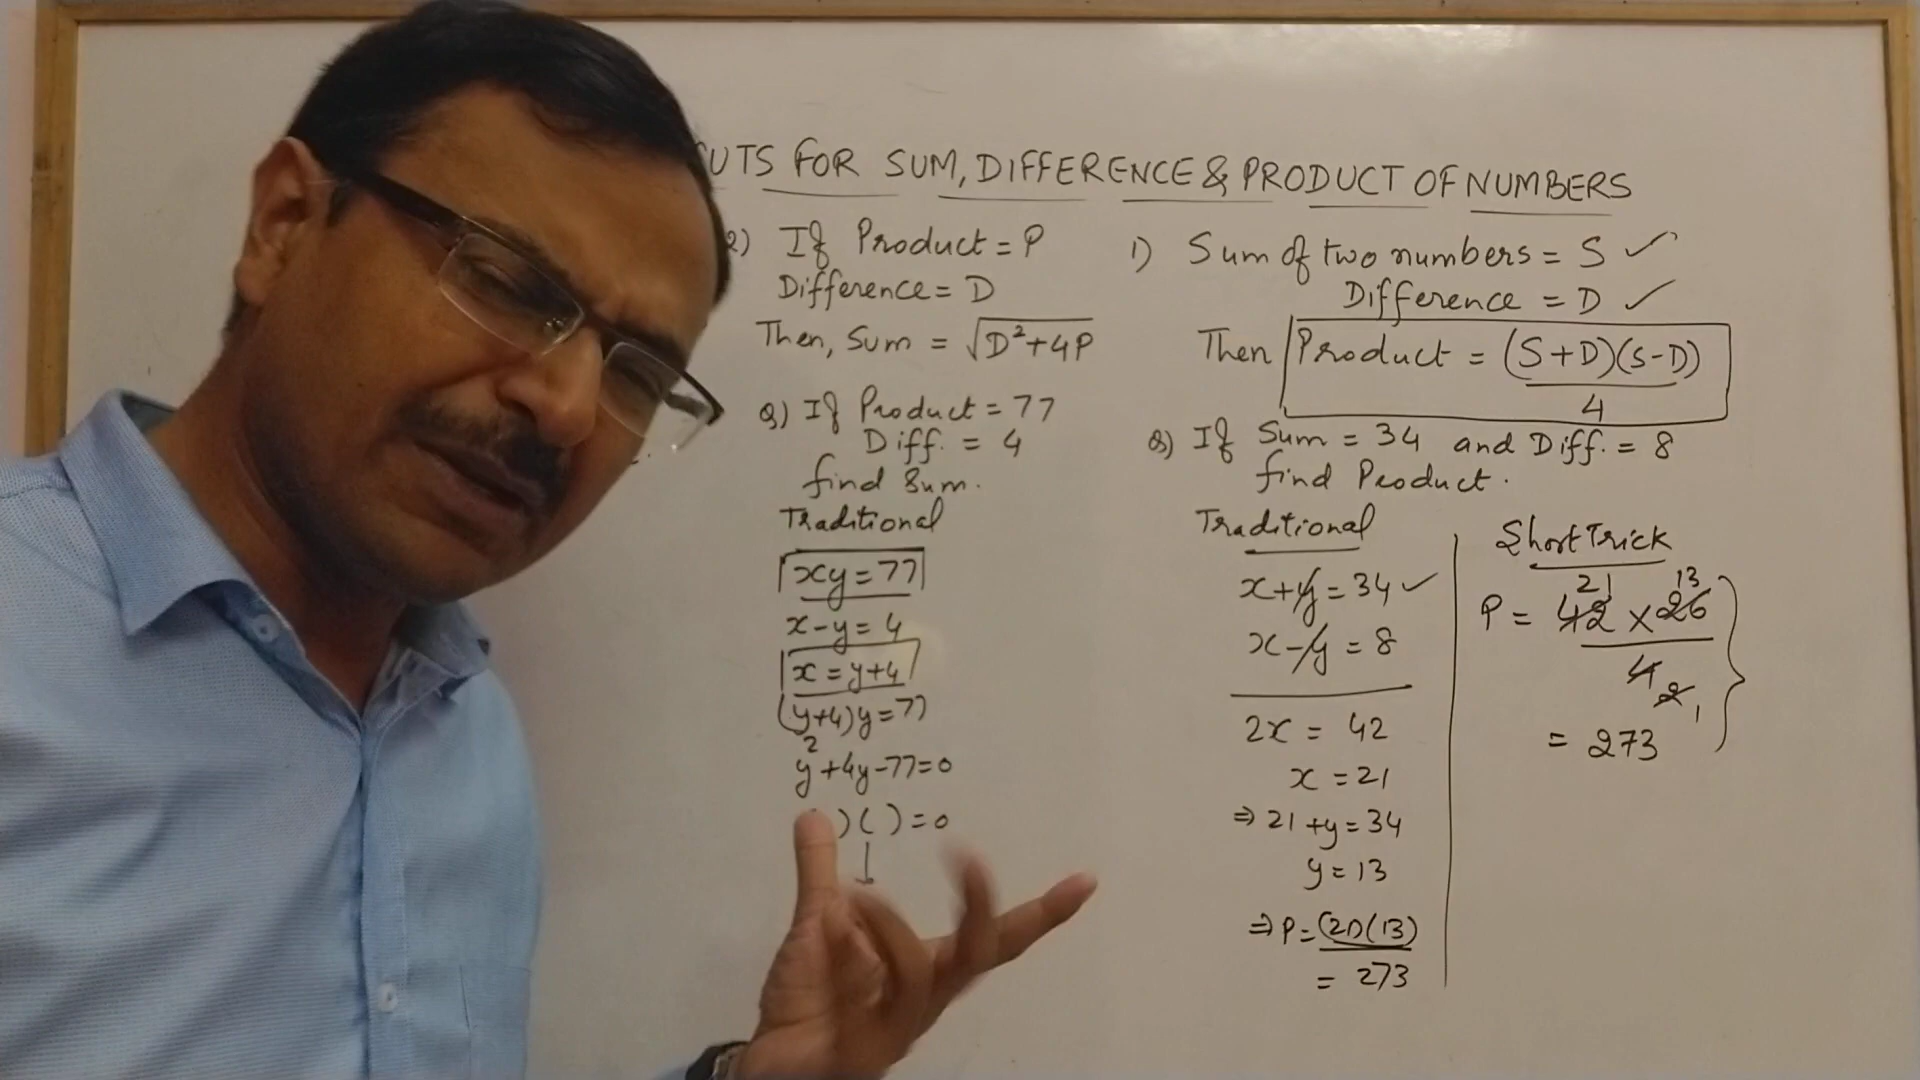 CUTS FOR SUM, DIFFERENCE & PRODUCT OF NUMBERS
2) If Product = P
Difference = D
Then, Sum = √D²+4P
Q) If Product = 77
Diff. = 4
find Sum.
Traditional
xy = 77
x-y = 4
x = y+4
(y+4)y = 77
y²+4y-77=0
)( )=0
1) Sum of two numbers = S ✓
Difference = D ✓
Then Product = (S+D)(S-D)
4
Q) If Sum = 34 and Diff. = 8
find Product.
Traditional
x+y = 34 ✓
x-y = 8
2x = 42
x = 21
⇒ 21+y = 34
y = 13
⇒ P = (21)(13)
= 273
Short Trick
21 13
P = 42 x 26
4 2 1
= 273